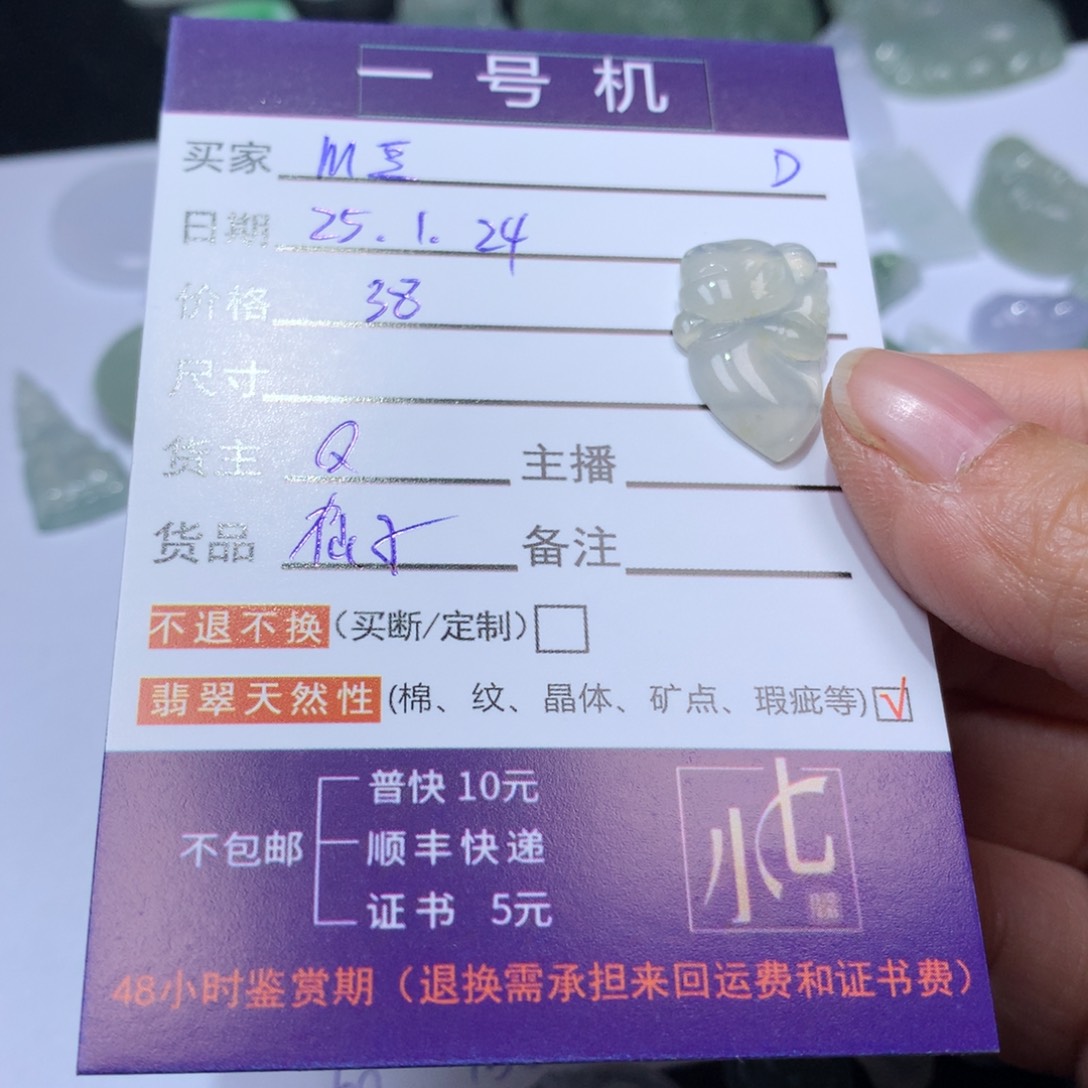 一号机
买家 M豆 D
日期 25.1.24
价格 38
尺寸
货主 Q 主播
货品 备注
不退不换(买断/定制)
翡翠天然性(棉、纹、晶体、矿点、瑕疵等)√
普快 10元
不包邮 顺丰快递
证书 5元
小七
48小时鉴赏期（退换需承担来回运费和证书费）